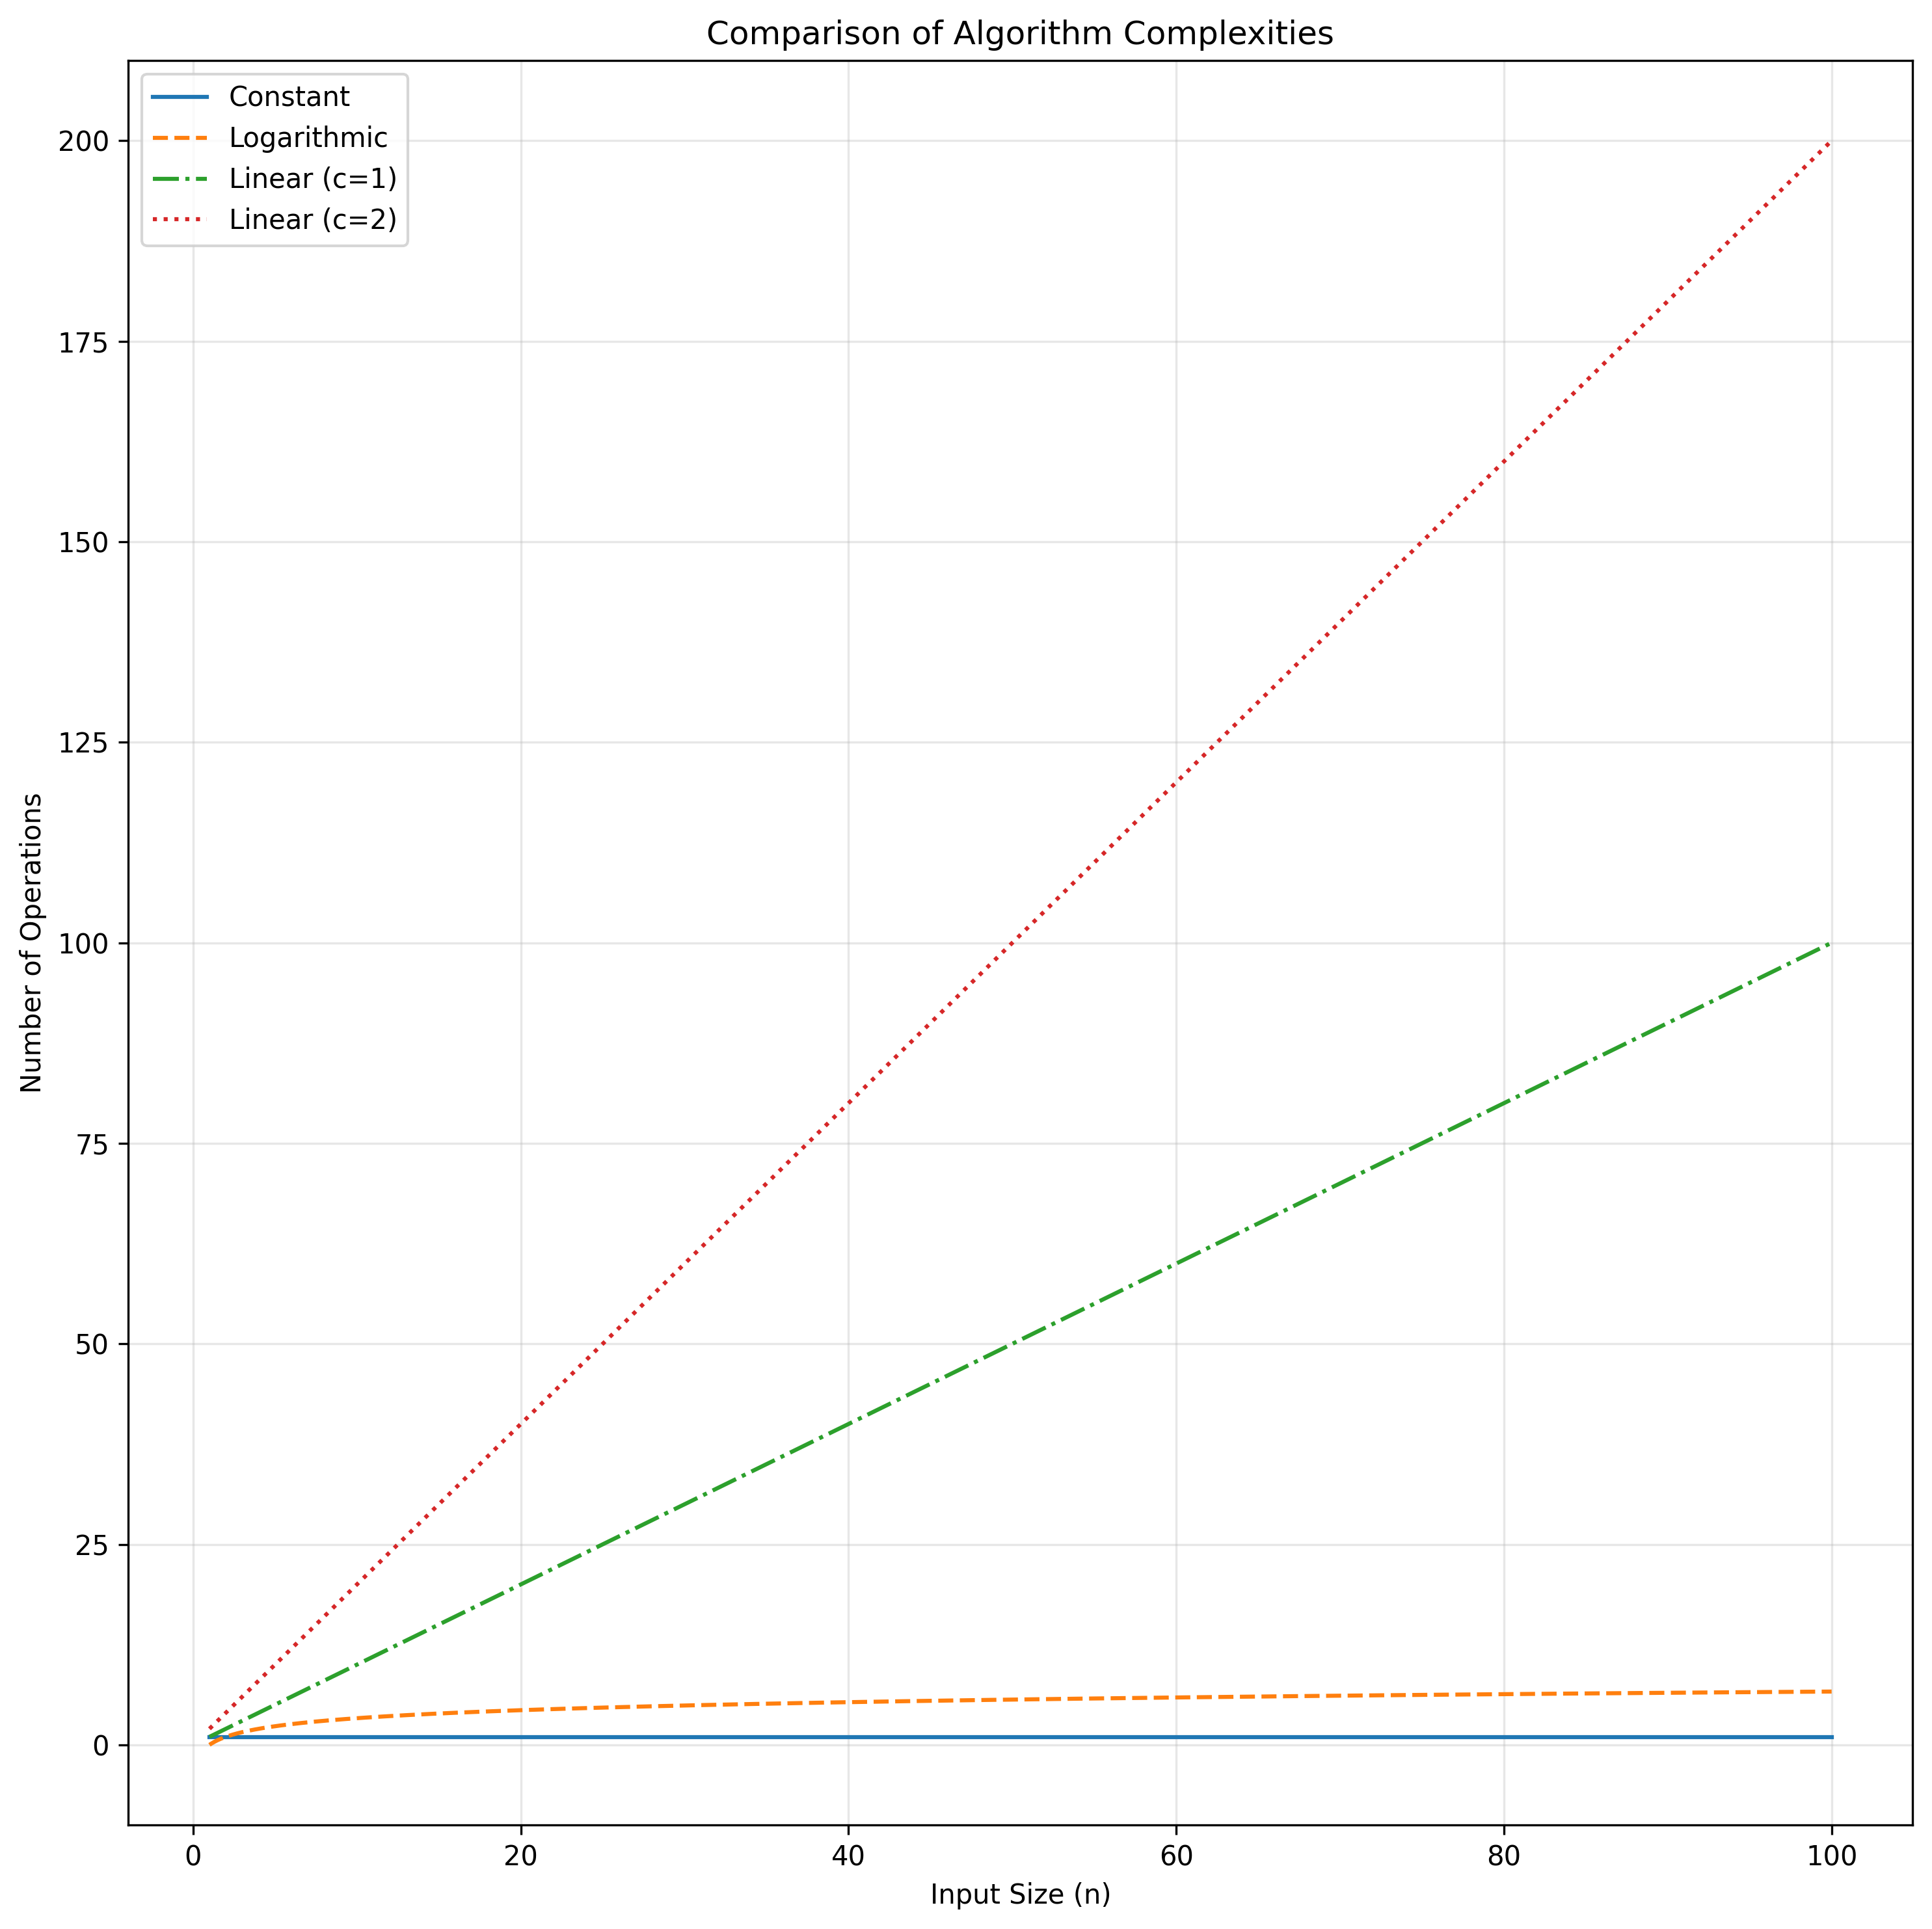 Comparison of Algorithm Complexities
Constant
Logarithmic
Linear (c=1)
Linear (c=2)
200
175
150
125
100
75
50
25
0
Number of Operations
0 20 40 60 80 100
Input Size (n)